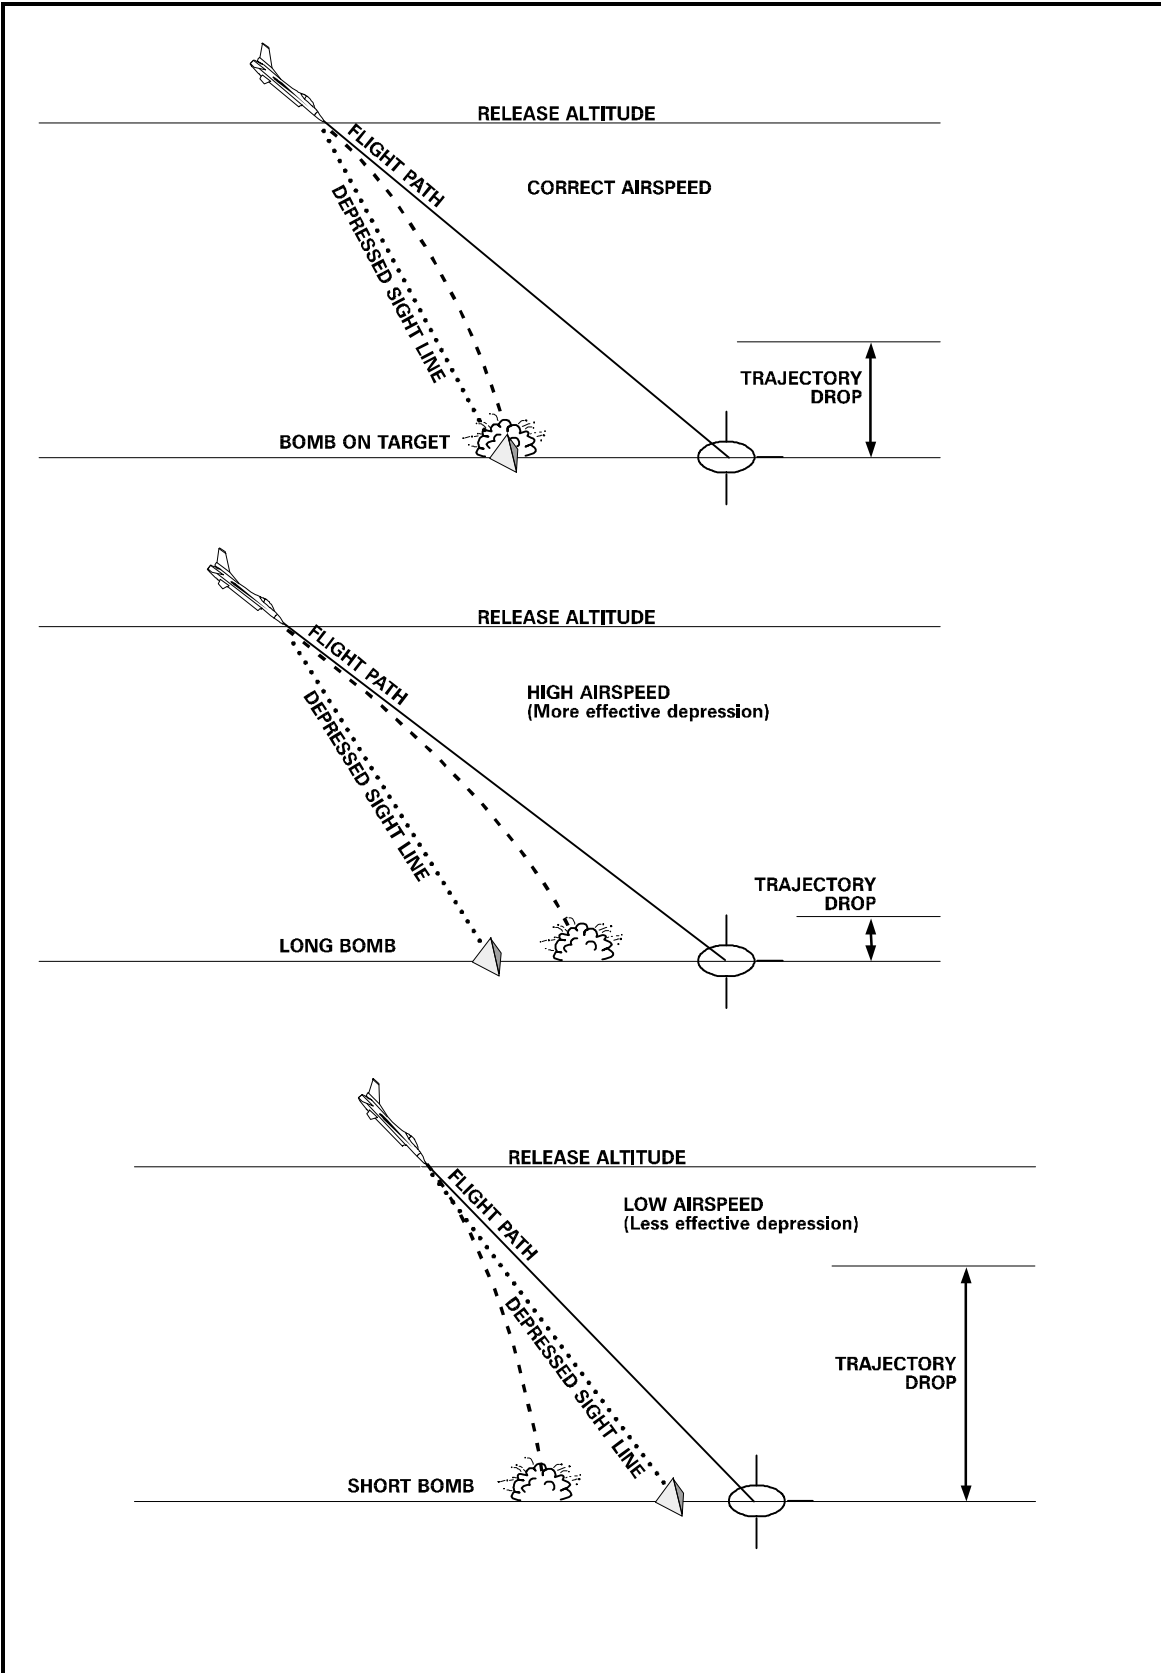 RELEASE ALTITUDE
FLIGHT PATH
CORRECT AIRSPEED
DEPRESSED SIGHT LINE
TRAJECTORY
DROP
BOMB ON TARGET
RELEASE ALTITUDE
FLIGHT PATH
HIGH AIRSPEED
(More effective depression)
DEPRESSED SIGHT LINE
TRAJECTORY
DROP
LONG BOMB
RELEASE ALTITUDE
FLIGHT PATH
LOW AIRSPEED
(Less effective depression)
DEPRESSED SIGHT LINE
TRAJECTORY
DROP
SHORT BOMB